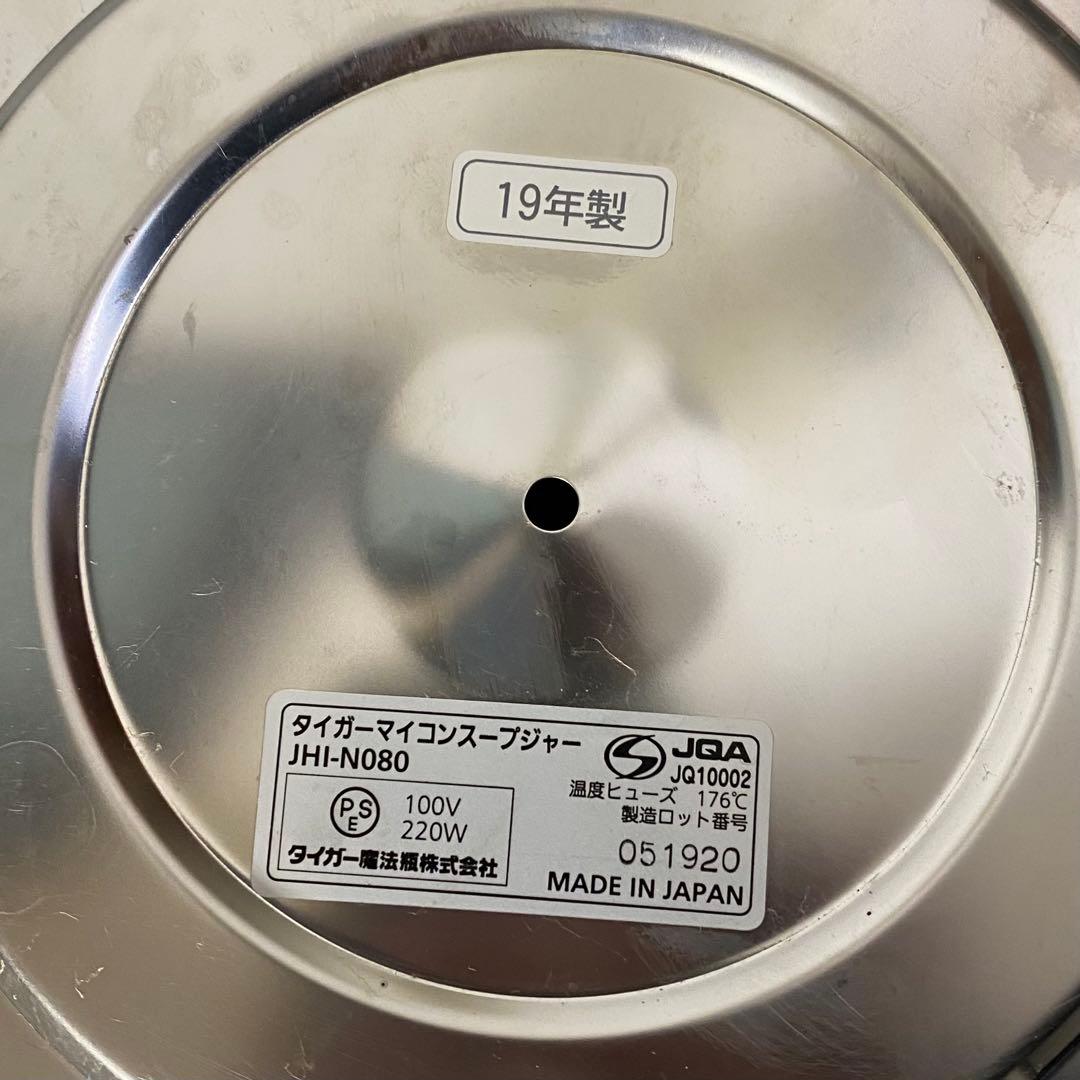 19年製
タイガーマイコンスープジャー
JHI-N080
JQA
JQ10002
温度ヒューズ 176℃
製造ロット番号
051920
MADE IN JAPAN
PSE
100V
220W
タイガー魔法瓶株式会社